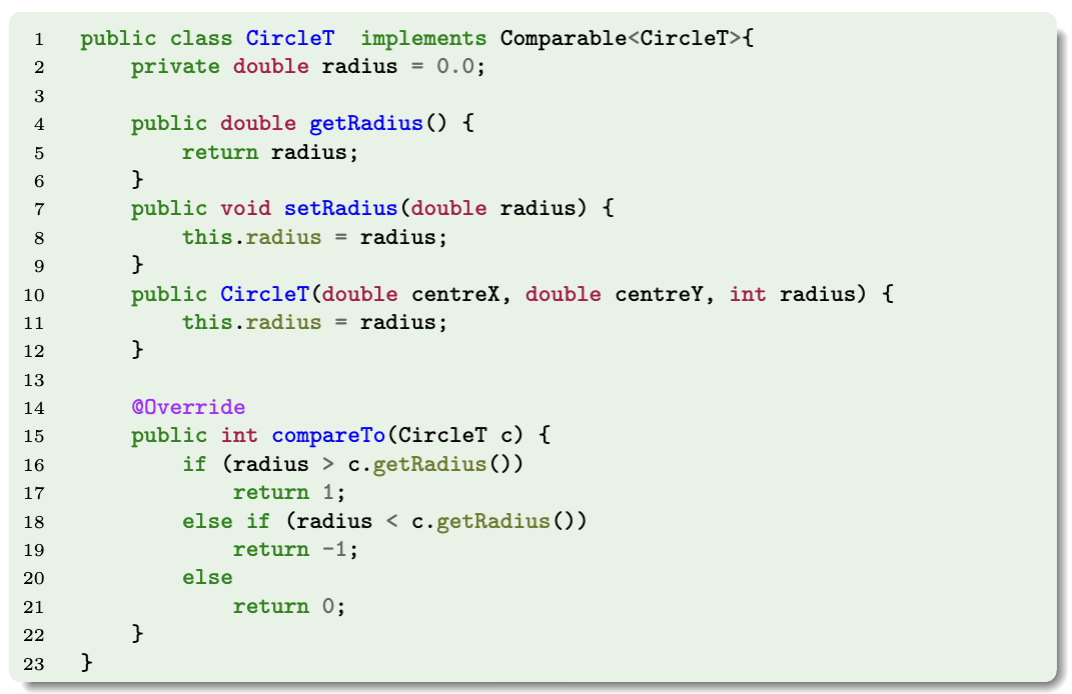 1 public class CircleT  implements Comparable<CircleT>{
2     private double radius = 0.0;
3
4     public double getRadius() {
5         return radius;
6     }
7     public void setRadius(double radius) {
8         this.radius = radius;
9     }
10     public CircleT(double centreX, double centreY, int radius) {
11         this.radius = radius;
12     }
13
14     @Override
15     public int compareTo(CircleT c) {
16         if (radius > c.getRadius())
17             return 1;
18         else if (radius < c.getRadius())
19             return -1;
20         else
21             return 0;
22     }
23 }